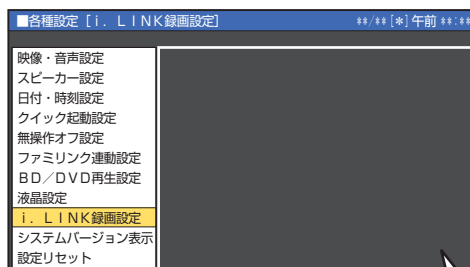 ■各種設定［ｉ．ＬＩＮＫ録画設定］ **/**[*]午前 **:**
映像・音声設定
スピーカー設定
日付・時刻設定
クイック起動設定
無操作オフ設定
ファミリンク連動設定
ＢＤ／ＤＶＤ再生設定
液晶設定
ｉ．ＬＩＮＫ録画設定
システムバージョン表示
設定リセット